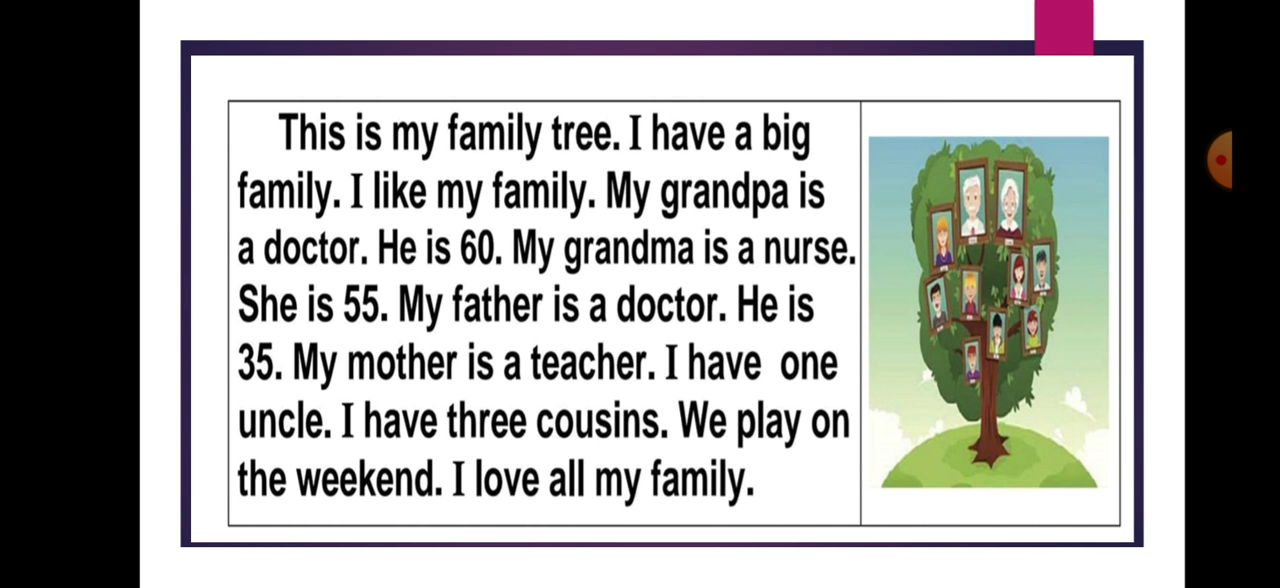 This is my family tree. I have a big
family. I like my family. My grandpa is
a doctor. He is 60. My grandma is a nurse.
She is 55. My father is a doctor. He is
35. My mother is a teacher. I have  one
uncle. I have three cousins. We play on
the weekend. I love all my family.